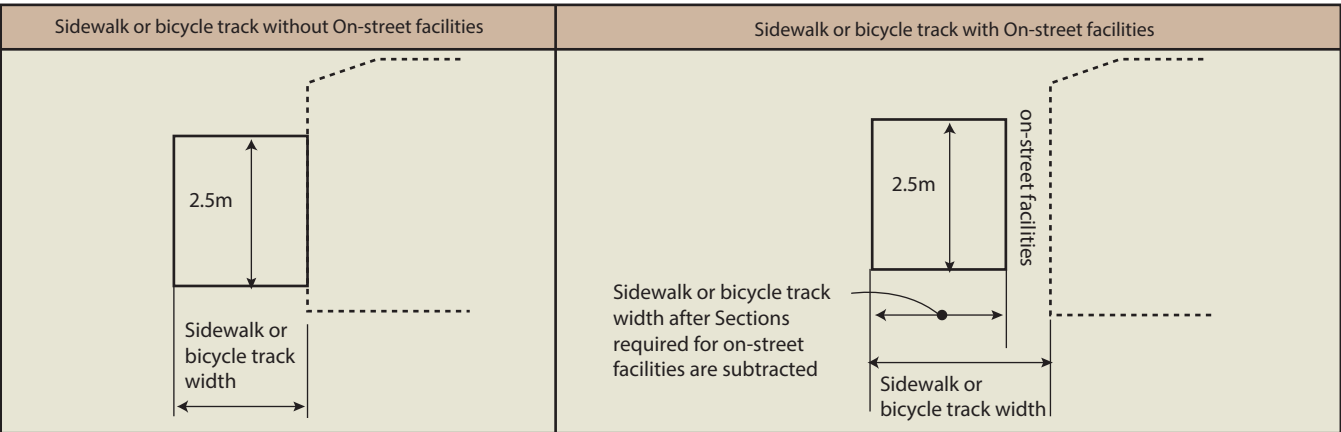 Sidewalk or bicycle track without On-street facilities
2.5m
Sidewalk or
bicycle track
width
Sidewalk or bicycle track with On-street facilities
2.5m
on-street facilities
Sidewalk or bicycle track
width after Sections
required for on-street
facilities are subtracted
Sidewalk or
bicycle track width